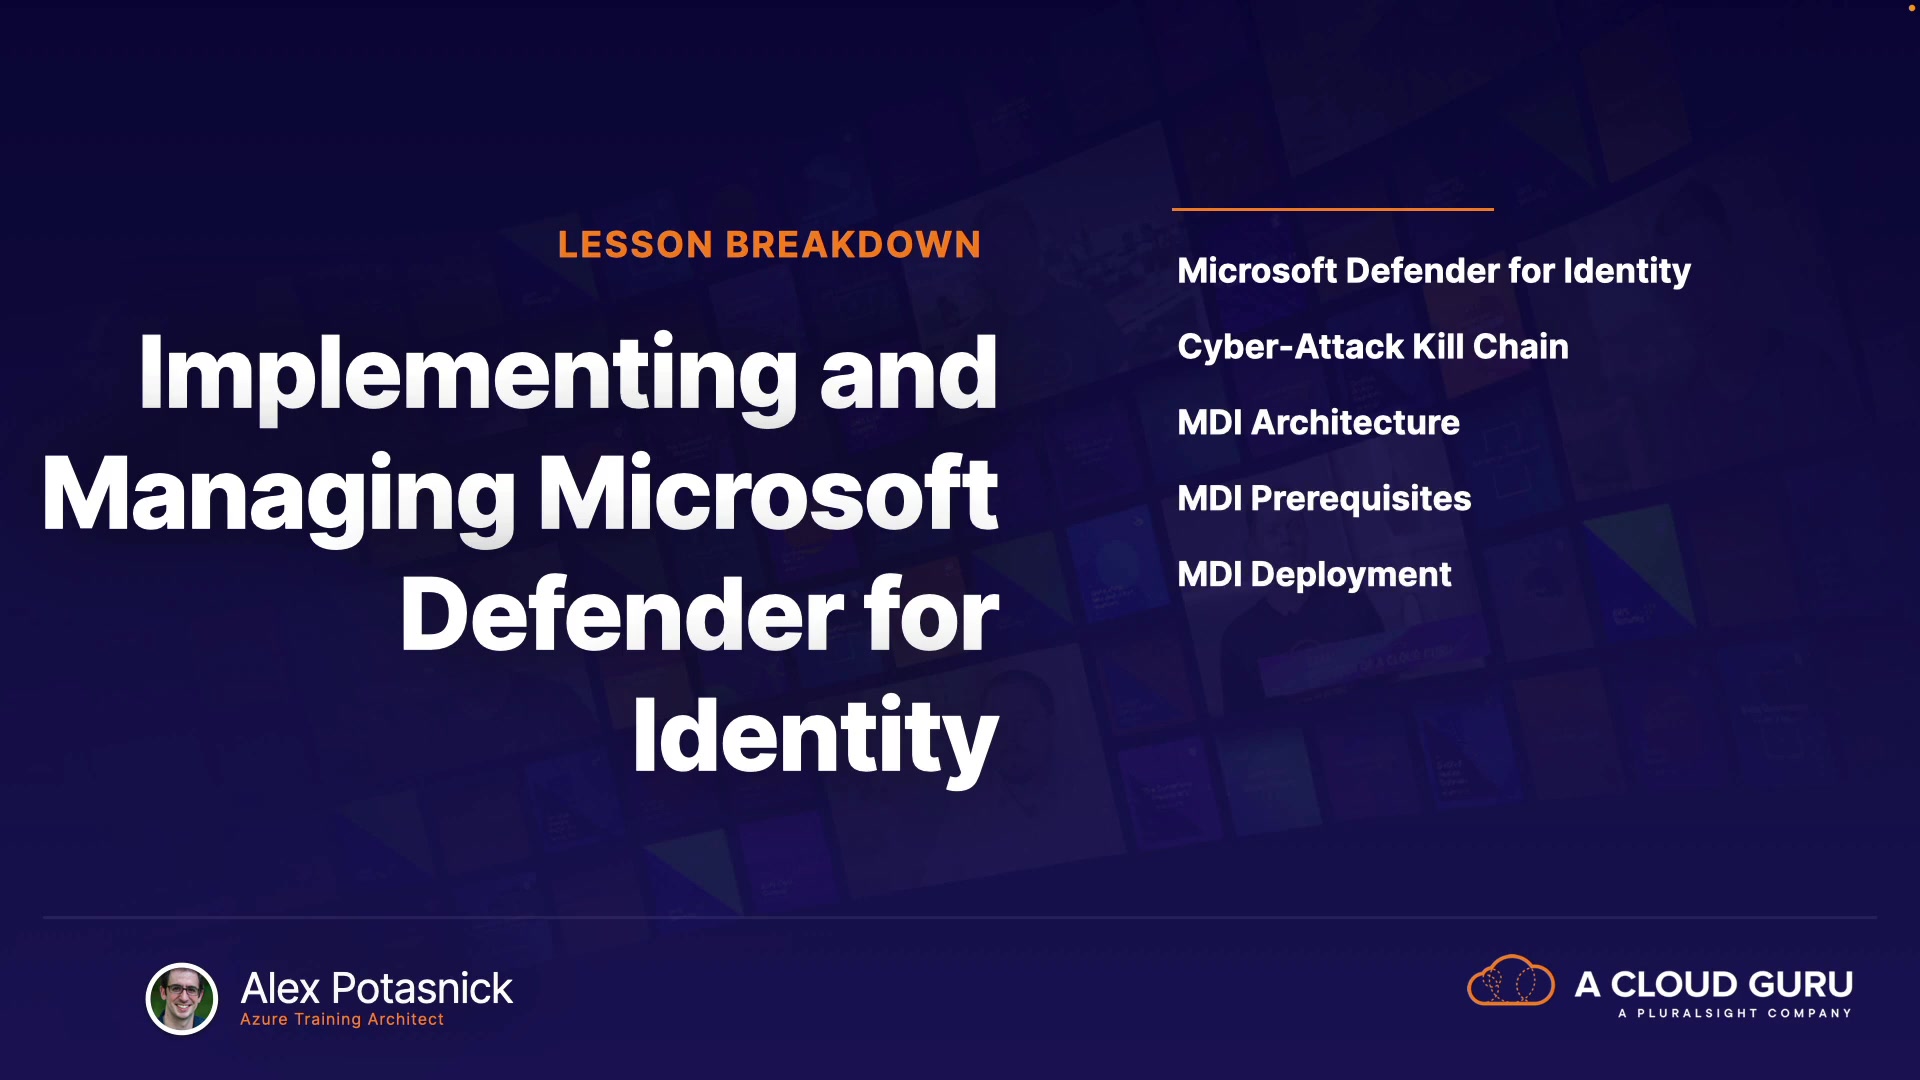 LESSON BREAKDOWN
Implementing and
Managing Microsoft
Defender for
Identity
Microsoft Defender for Identity
Cyber-Attack Kill Chain
MDI Architecture
MDI Prerequisites
MDI Deployment
Alex Potasnick
Azure Training Architect
A CLOUD GURU
A PLURALSIGHT COMPANY